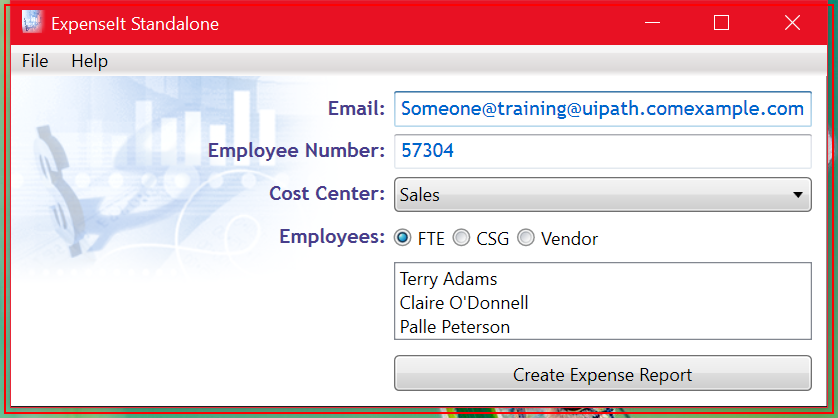 ExpenseIt Standalone
File Help
Email: Someone@training@uipath.comexample.com
Employee Number: 57304
Cost Center: Sales
Employees: FTE CSG Vendor
Terry Adams
Claire O'Donnell
Palle Peterson
Create Expense Report